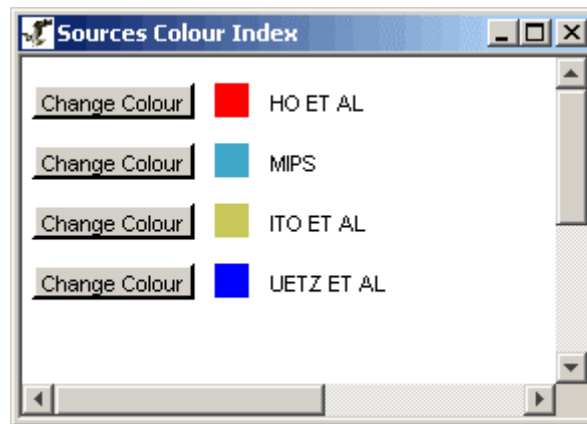 Sources Colour Index
Change Colour HO ET AL
Change Colour MIPS
Change Colour ITO ET AL
Change Colour UETZ ET AL